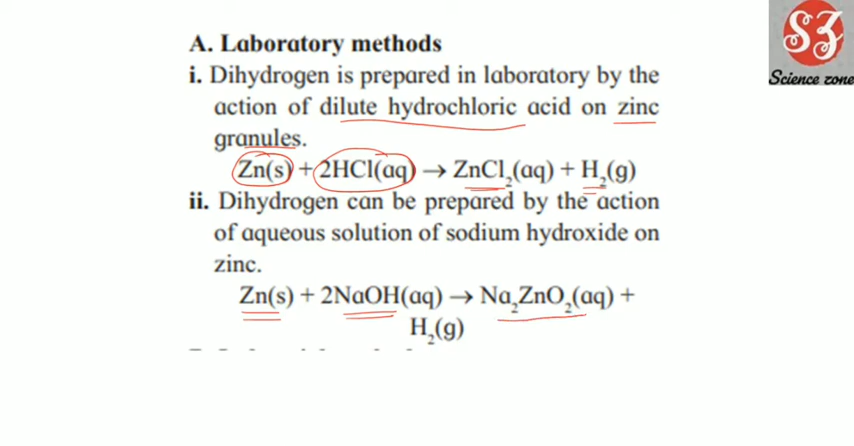 SZ
Science zone
A. Laboratory methods
i. Dihydrogen is prepared in laboratory by the
action of dilute hydrochloric acid on zinc
granules.
Zn(s) + 2HCl(aq) → ZnCl₂(aq) + H₂(g)
ii. Dihydrogen can be prepared by the action
of aqueous solution of sodium hydroxide on
zinc.
Zn(s) + 2NaOH(aq) → Na₂ZnO₂(aq) +
H₂(g)